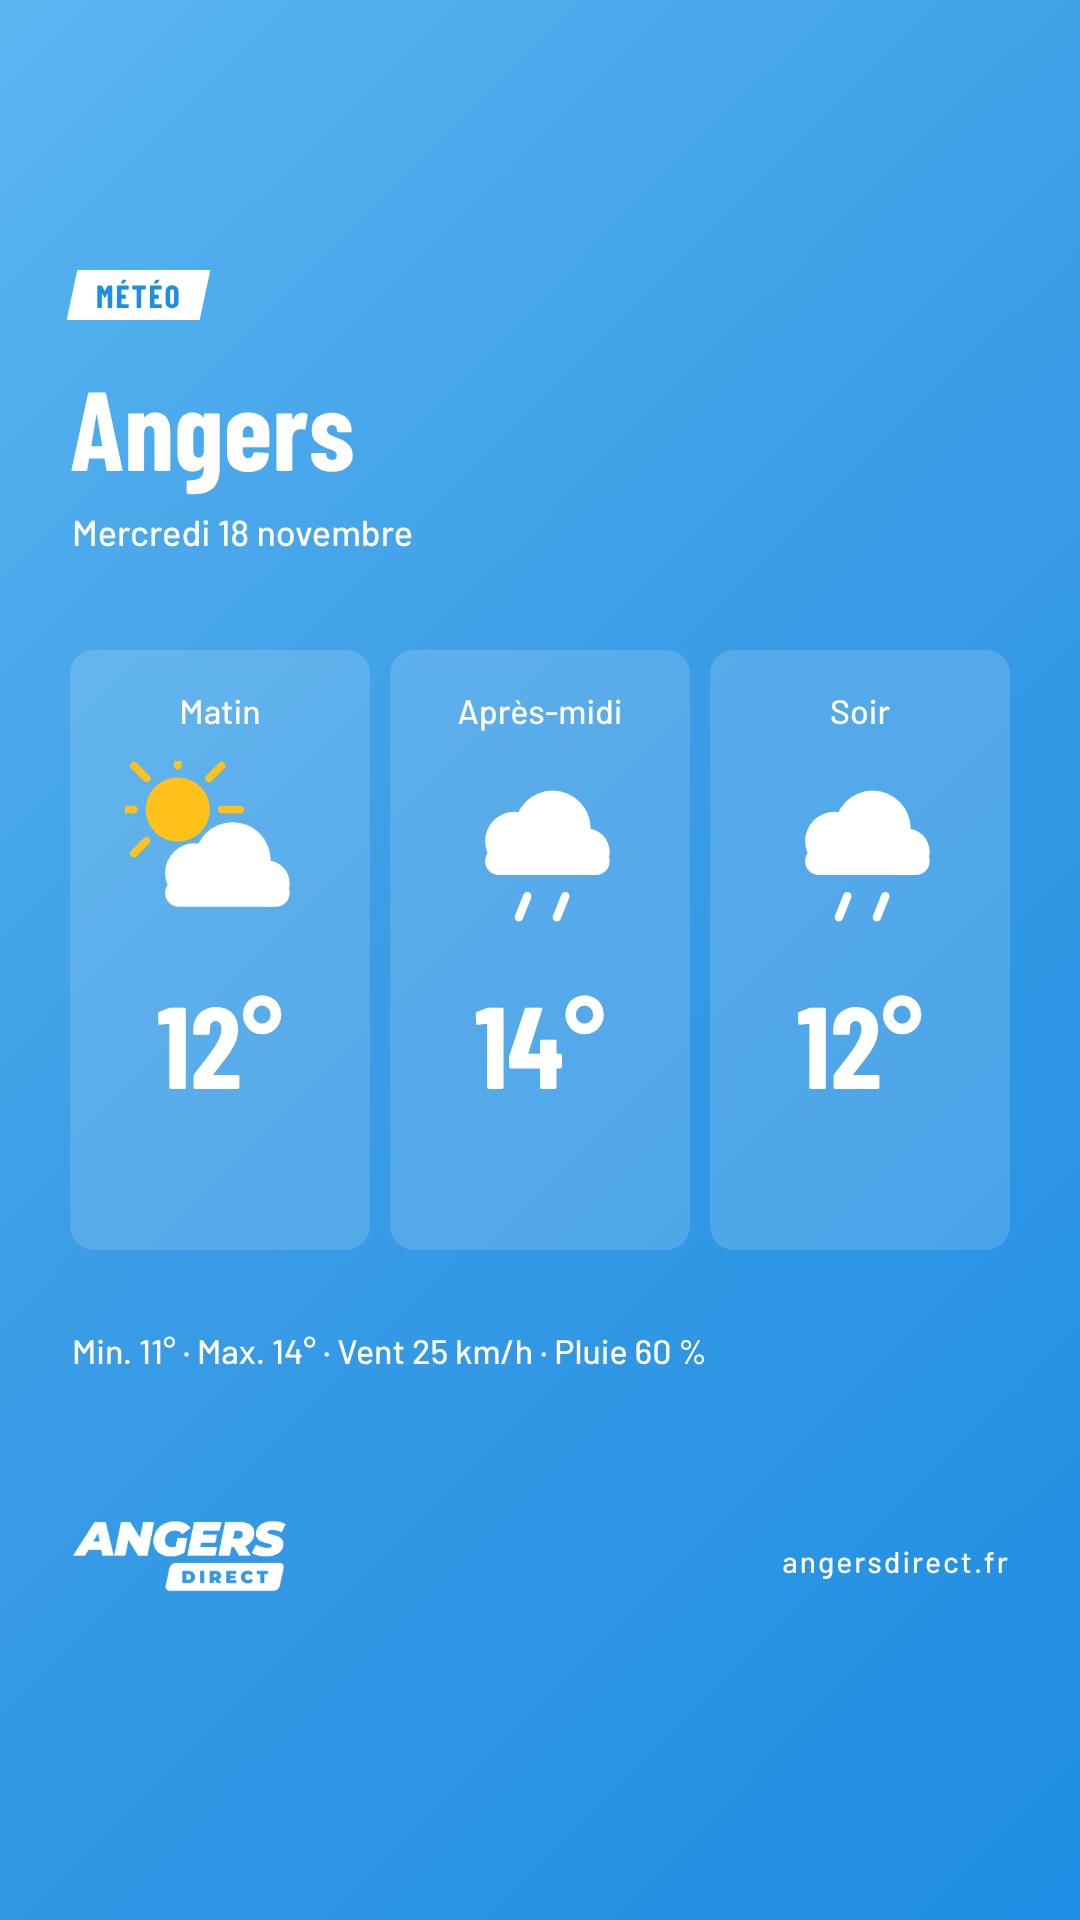 MÉTÉO
Angers
Mercredi 18 novembre
Matin
Après-midi
Soir
12°
14°
12°
Min. 11° · Max. 14° · Vent 25 km/h · Pluie 60 %
ANGERS
DIRECT
angersdirect.fr